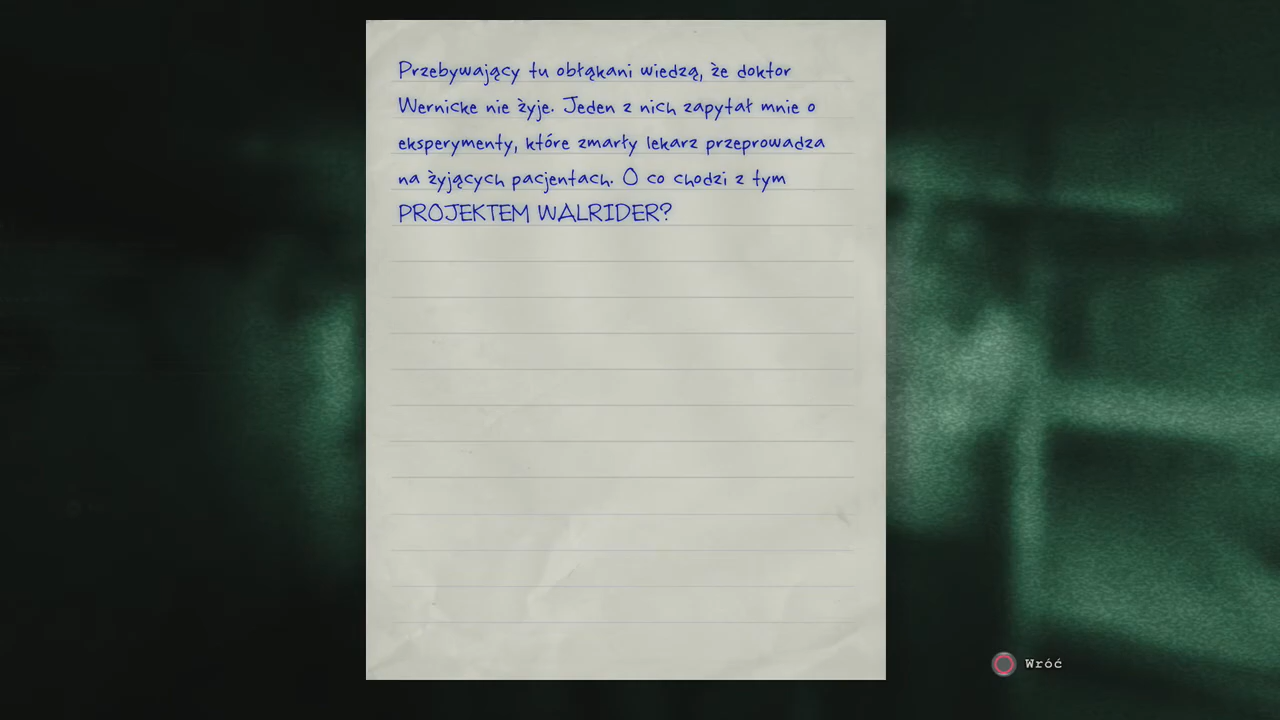 Przebywający tu obłąkani wiedzą, że doktor
Wernicke nie żyje. Jeden z nich zapytał mnie o
eksperymenty, które zmarły lekarz przeprowadza
na żyjących pacjentach. O co chodzi z tym
PROJEKTEM WALRIDER?
Wróć